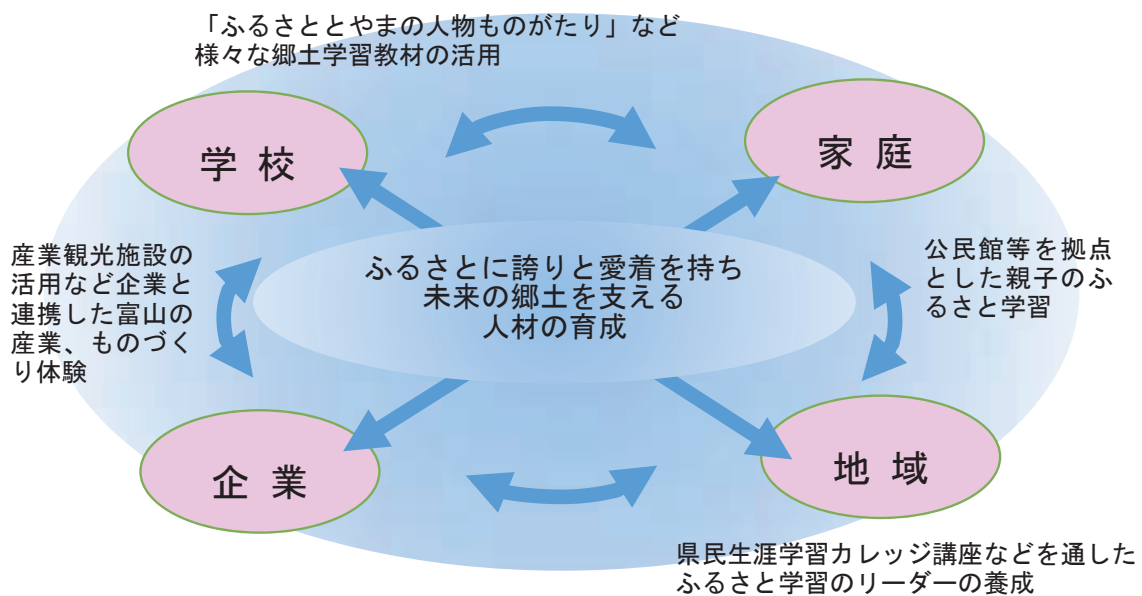 「ふるさととやまの人物ものがたり」など
様々な郷土学習教材の活用
学校
家庭
産業観光施設の
活用など企業と
連携した富山の
産業、ものづく
り体験
ふるさとに誇りと愛着を持ち
未来の郷土を支える
人材の育成
公民館等を拠点
とした親子のふ
るさと学習
企業
地域
県民生涯学習カレッジ講座などを通した
ふるさと学習のリーダーの養成